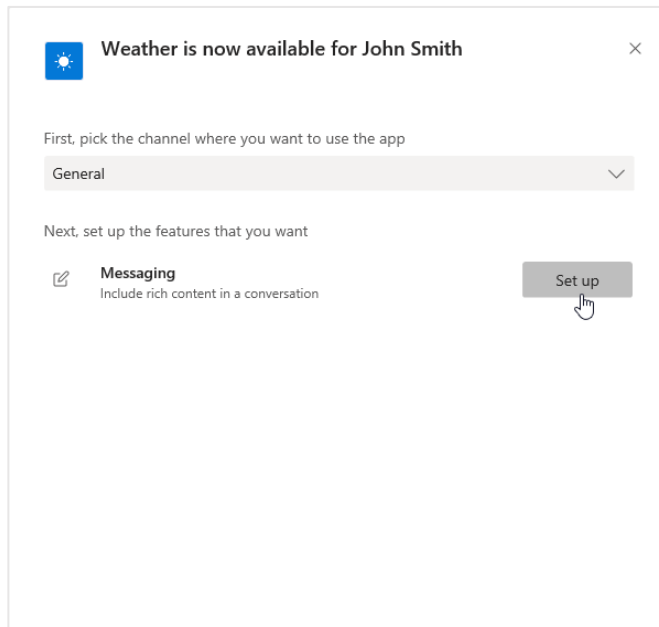 Weather is now available for John Smith
First, pick the channel where you want to use the app
General
Next, set up the features that you want
Messaging
Include rich content in a conversation
Set up